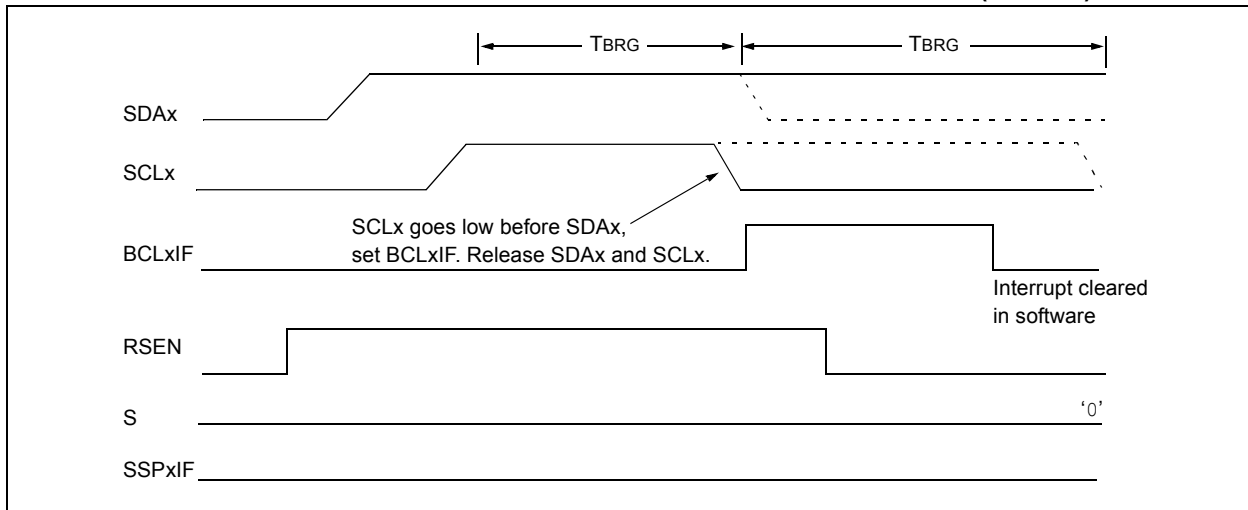 TBRG
TBRG
SDAx
SCLx
SCLx goes low before SDAx,
set BCLxIF. Release SDAx and SCLx.
BCLxIF
Interrupt cleared
in software
RSEN
S
‘0’
SSPxIF